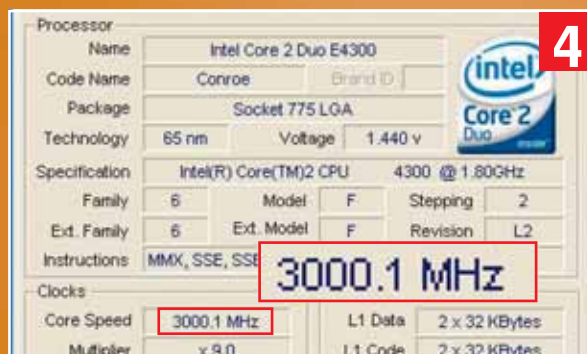 Processor
4
Name Intel Core 2 Duo E4300
Code Name Conroe Brand ID
intel
Package Socket 775 LGA
Core 2
Duo inside
Technology 65 nm Voltage 1.440 v
Specification Intel(R) Core(TM)2 CPU 4300 @ 1.80GHz
Family 6 Model F Stepping 2
Ext. Family 6 Ext. Model F Revision L2
Instructions MMX, SSE, SSE
3000.1 MHz
Clocks
Core Speed 3000.1 MHz L1 Data 2 x 32 KBytes
Multiplier x 9.0 L1 Code 2 x 32 KBytes